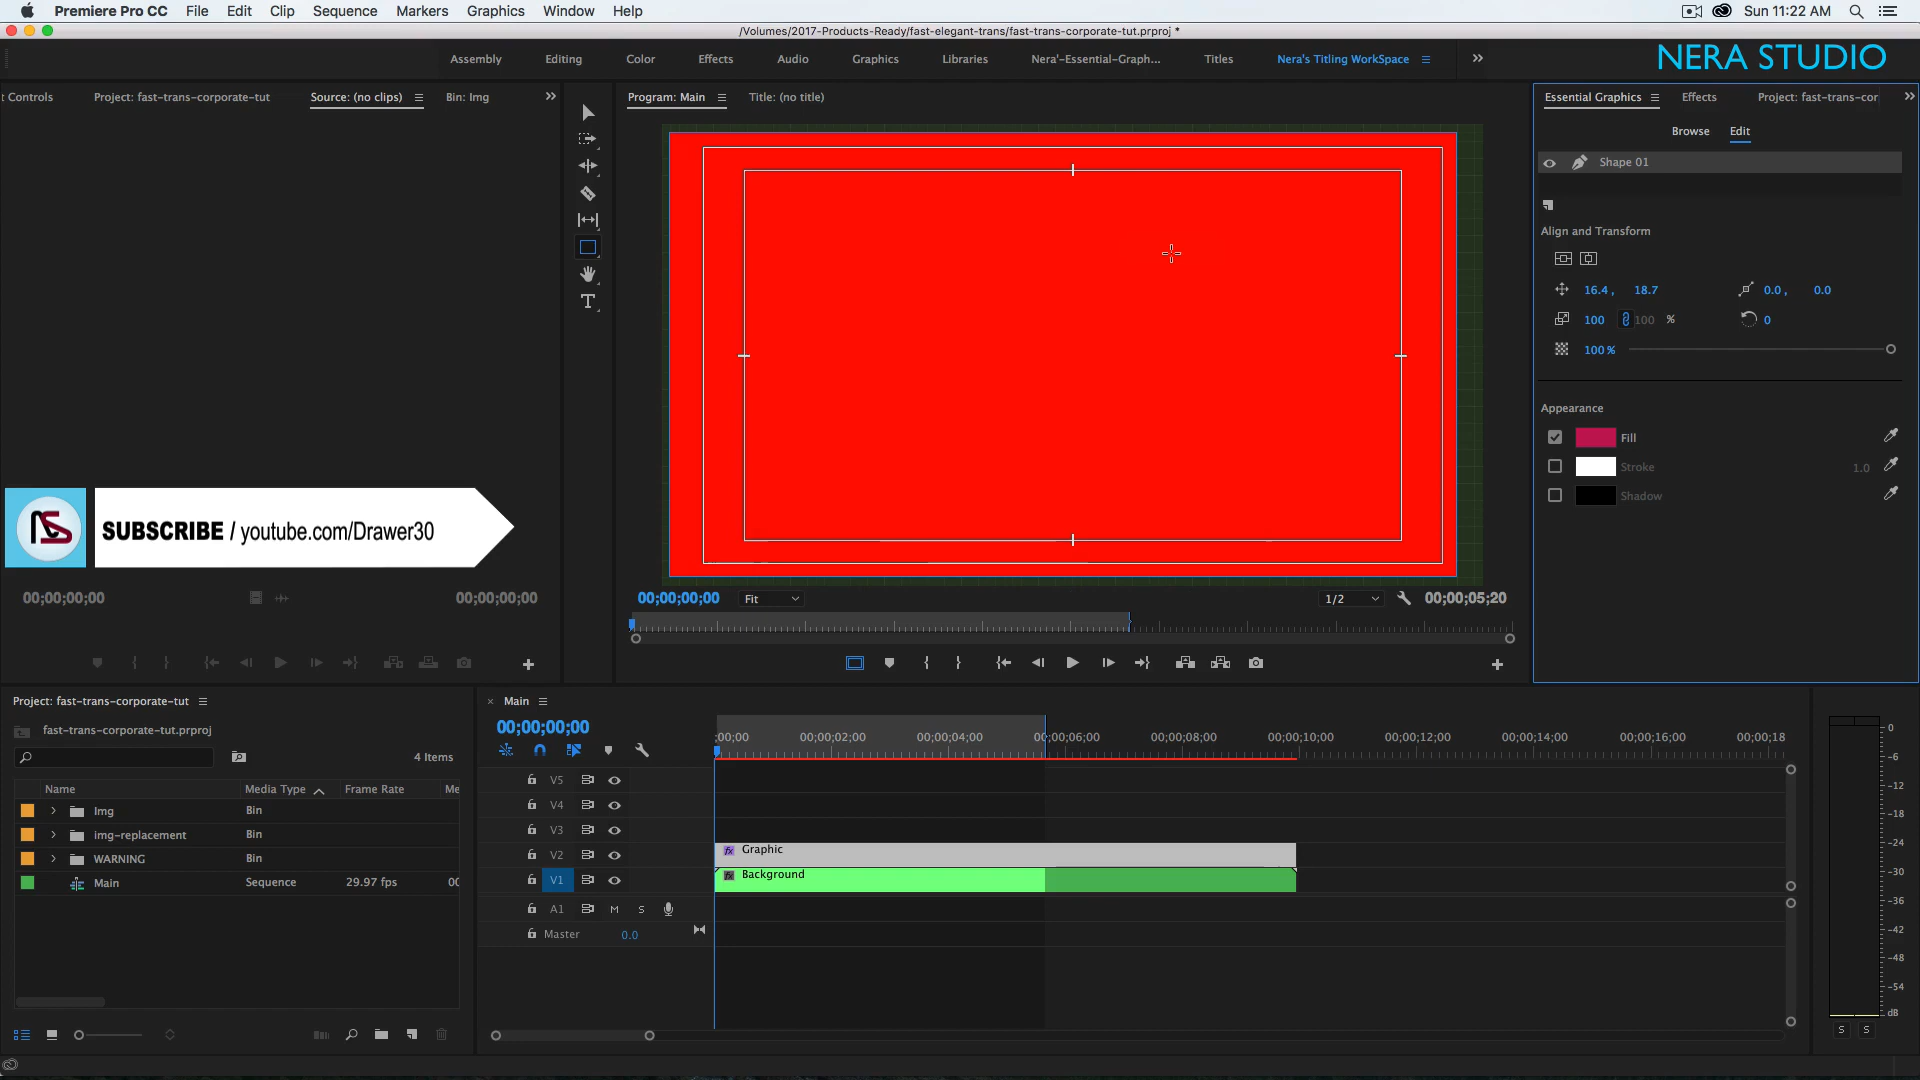 Premiere Pro CC File Edit Clip Sequence Markers Graphics Window Help Sun 11:22 AM
/Volumes/2017-Products-Ready/fast-elegant-trans/fast-trans-corporate-tut.prproj *
Assembly Editing Color Effects Audio Graphics Libraries Nera'-Essential-Graph... Titles Nera's Titling WorkSpace
NERA STUDIO
t Controls Project: fast-trans-corporate-tut Source: (no clips) Bin: Img
Program: Main Title: (no title)
Essential Graphics Effects Project: fast-trans-cor
Browse Edit
Shape 01
Align and Transform
16.4 , 18.7 0.0 , 0.0
100 100 % 0
100 %
Appearance
Fill
Stroke 1.0
Shadow
SUBSCRIBE / youtube.com/Drawer30
00;00;00;00 00;00;00;00
00;00;00;00 Fit 1/2 00;00;05;20
Project: fast-trans-corporate-tut
fast-trans-corporate-tut.prproj
4 Items
Name Media Type Frame Rate Me
Img Bin
img-replacement Bin
WARNING Bin
Main Sequence 29.97 fps 00
Main
00;00;00;00
;00;00 00;00;02;00 00;00;04;00 00;00;06;00 00;00;08;00 00;00;10;00 00;00;12;00 00;00;14;00 00;00;16;00 00;00;18
V5
V4
V3
V2 fx Graphic
V1 fx Background
A1 M S
Master 0.0
0
-6
-12
-18
-24
-30
-36
-42
-48
-54
dB
S S